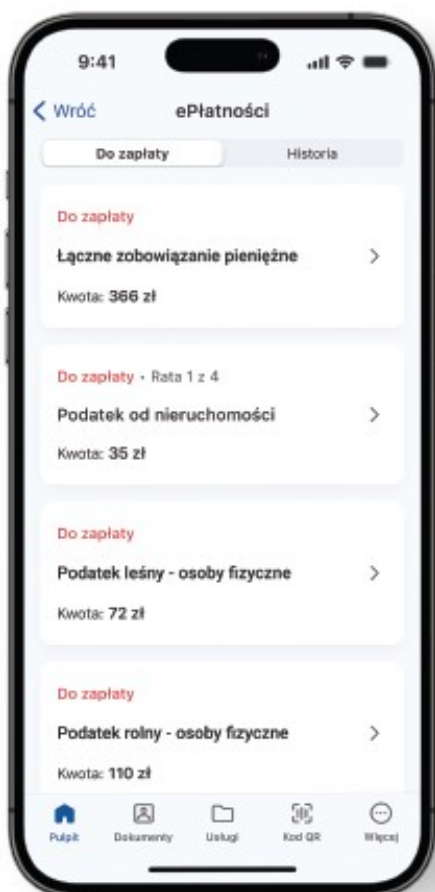 9:41
Wróć
ePłatności
Do zapłaty
Historia
Do zapłaty
Łączne zobowiązanie pieniężne
Kwota: 366 zł
Do zapłaty • Rata 1 z 4
Podatek od nieruchomości
Kwota: 35 zł
Do zapłaty
Podatek leśny - osoby fizyczne
Kwota: 72 zł
Do zapłaty
Podatek rolny - osoby fizyczne
Kwota: 110 zł
Pulpit
Dokumenty
Usługi
Kod QR
Więcej